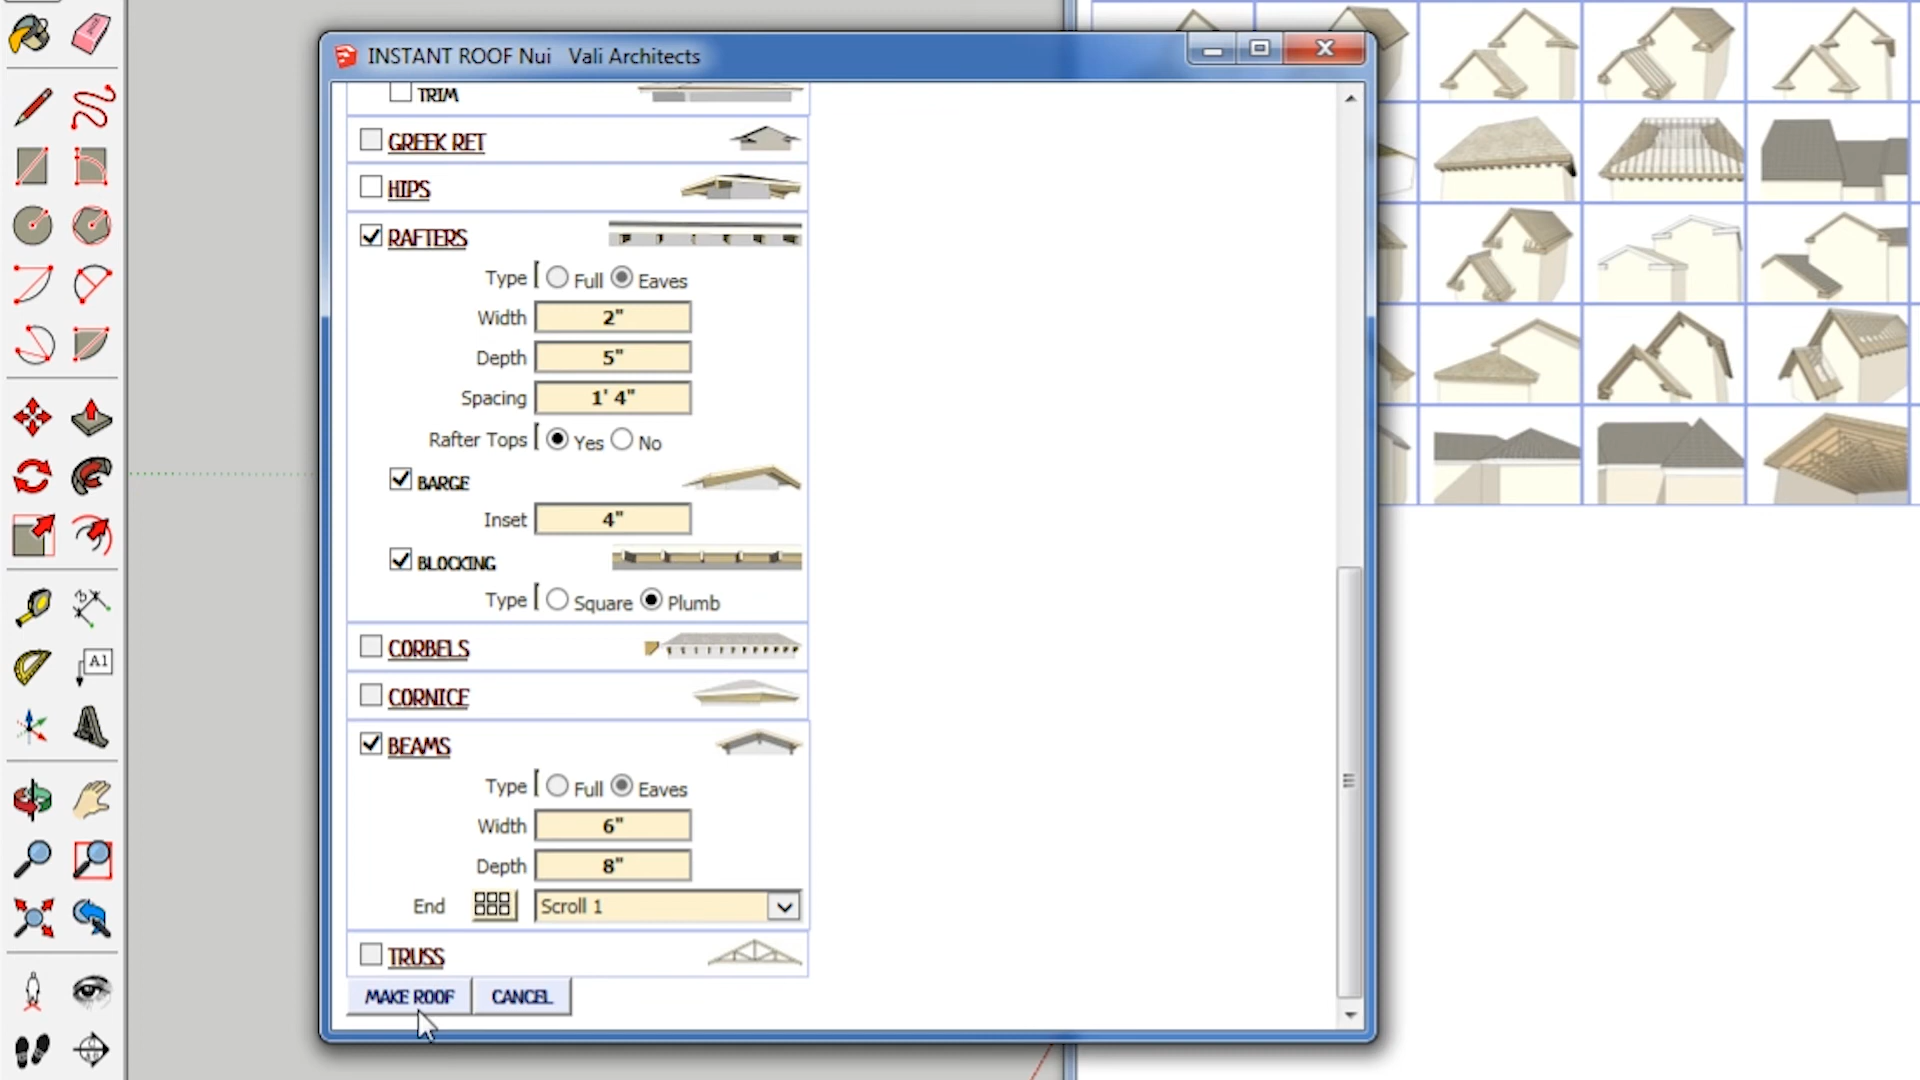 INSTANT ROOF Nui   Vali Architects
TRIM
GREEK RET
HIPS
RAFTERS
Type [ Full Eaves
Width 2"
Depth 5"
Spacing 1' 4"
Rafter Tops [ Yes No
BARGE
Inset 4"
BLOCKING
Type [ Square Plumb
CORBELS
CORNICE
BEAMS
Type [ Full Eaves
Width 6"
Depth 8"
End Scroll 1
TRUSS
MAKE ROOF CANCEL
A1